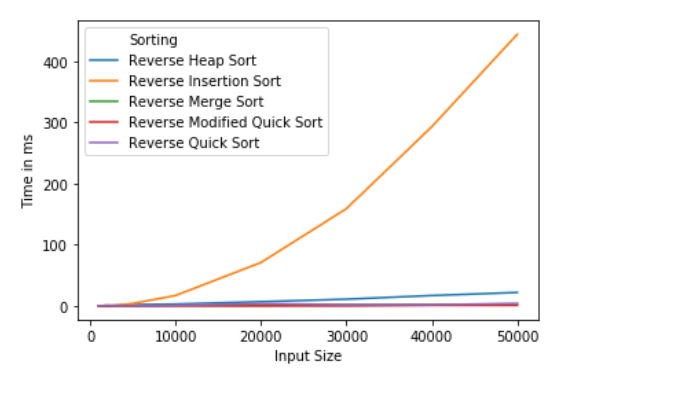 Sorting
Reverse Heap Sort
Reverse Insertion Sort
Reverse Merge Sort
Reverse Modified Quick Sort
Reverse Quick Sort
Time in ms
400
300
200
100
0
0 10000 20000 30000 40000 50000
Input Size